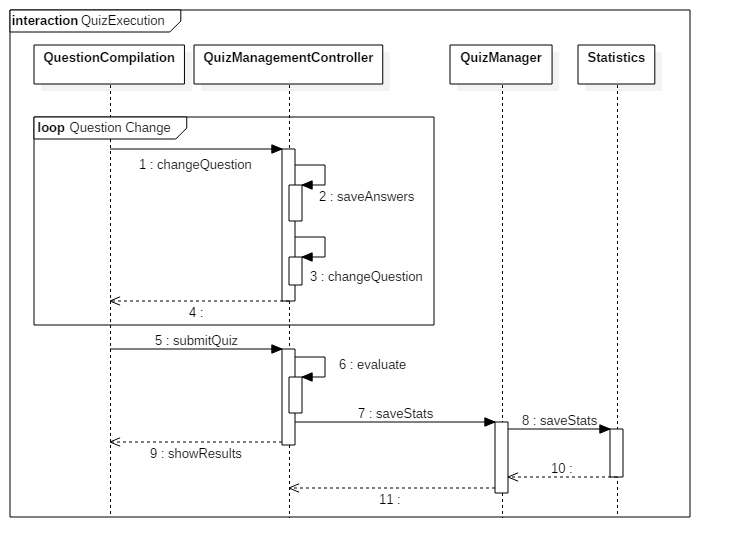 interaction QuizExecution
QuestionCompilation
QuizManagementController
QuizManager
Statistics
loop Question Change
1 : changeQuestion
2 : saveAnswers
3 : changeQuestion
4 :
5 : submitQuiz
6 : evaluate
7 : saveStats
8 : saveStats
9 : showResults
10 :
11 :